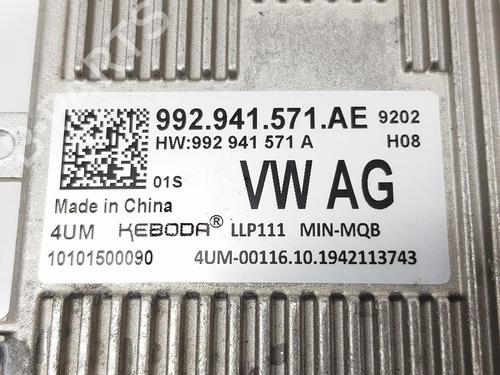 992.941.571.AE 9202
HW:992 941 571 A H08
01S VW AG
Made in China
4UM KEBODA® LLP111 MIN-MQB
10101500090 4UM-00116.10.1942113743